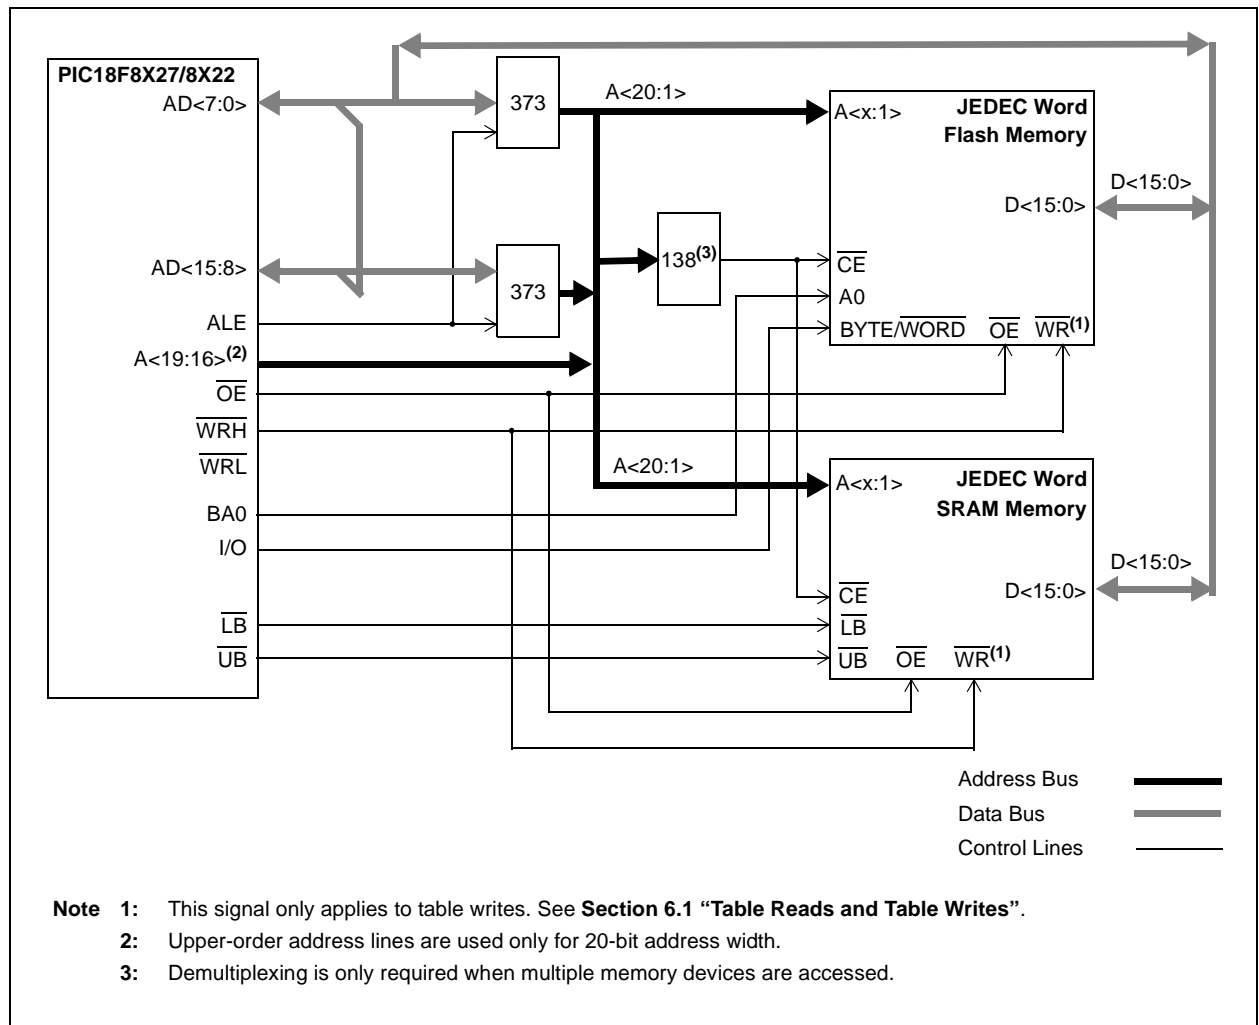 PIC18F8X27/8X22
AD<7:0>
373
A<20:1>
A<x:1>
JEDEC Word
Flash Memory
D<15:0>
D<15:0>
AD<15:8>
373
138(3)
CE
A0
BYTE/WORD
OE
WR(1)
ALE
A<19:16>(2)
OE
WRH
WRL
BA0
I/O
LB
UB
A<20:1>
A<x:1>
JEDEC Word
SRAM Memory
D<15:0>
D<15:0>
CE
LB
UB
OE
WR(1)
Address Bus
Data Bus
Control Lines
Note 1: This signal only applies to table writes. See Section 6.1 “Table Reads and Table Writes”.
2: Upper-order address lines are used only for 20-bit address width.
3: Demultiplexing is only required when multiple memory devices are accessed.